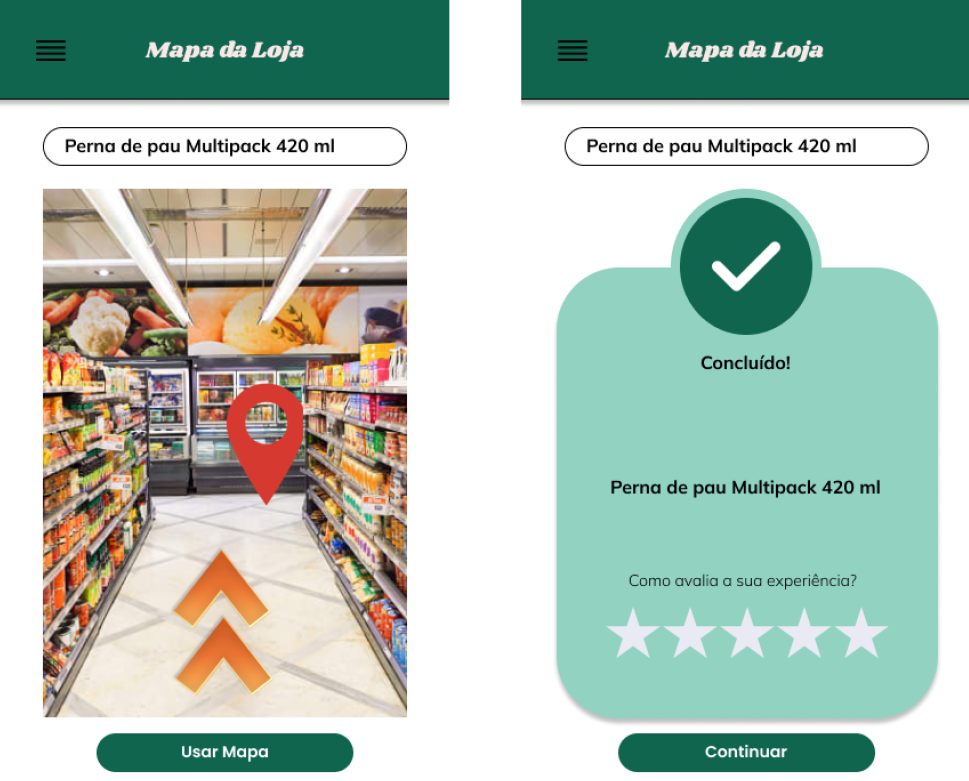 Mapa da Loja
Perna de pau Multipack 420 ml
Usar Mapa
Mapa da Loja
Perna de pau Multipack 420 ml
Concluído!
Perna de pau Multipack 420 ml
Como avalia a sua experiência?
Continuar